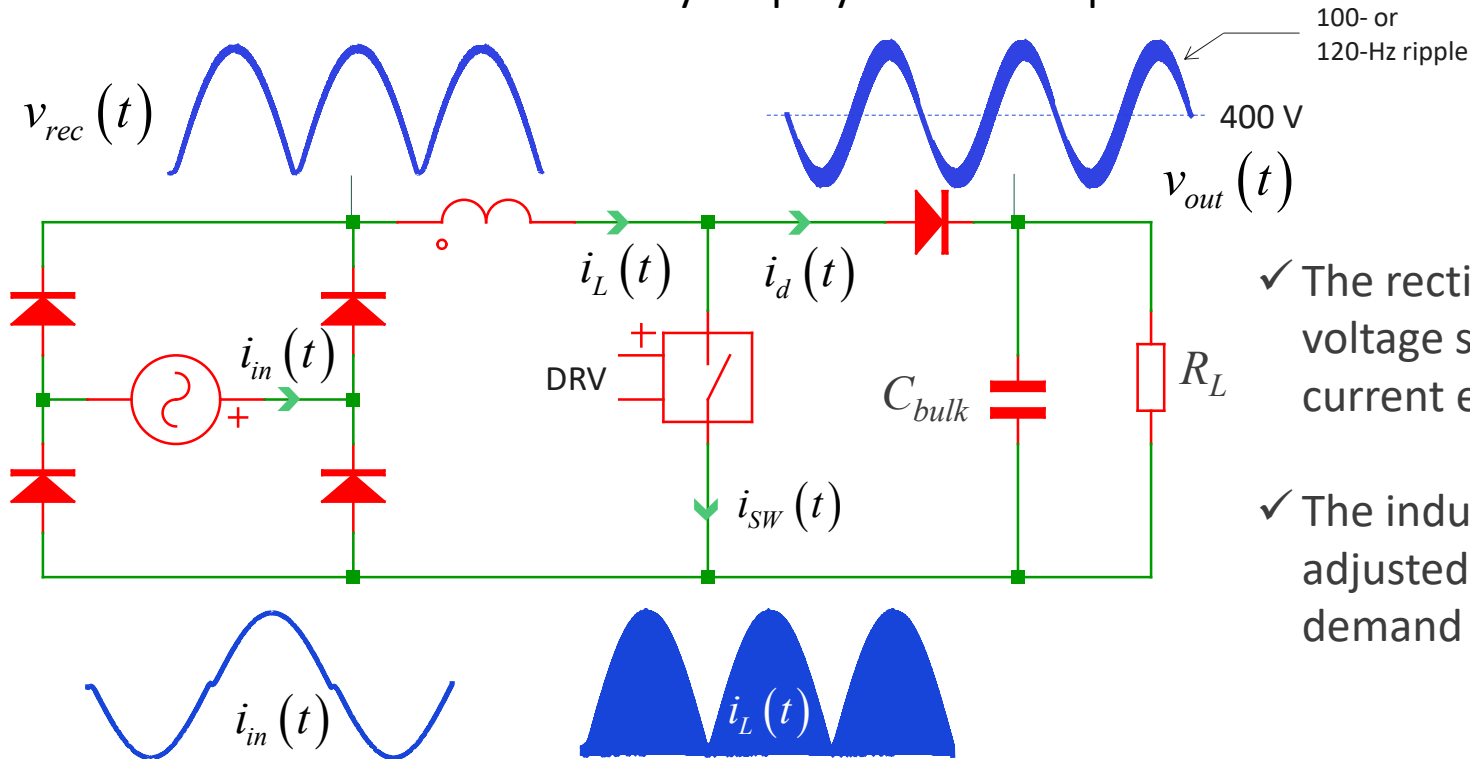 100- or
120-Hz ripple
v_rec (t)
400 V
v_out (t)
i_L (t)
i_d (t)
i_in (t)
+
DRV
+
i_SW (t)
C_bulk
R_L
✓ The recti
voltage s
current e
✓ The indu
adjusted
demand
i_in (t)
i_L (t)